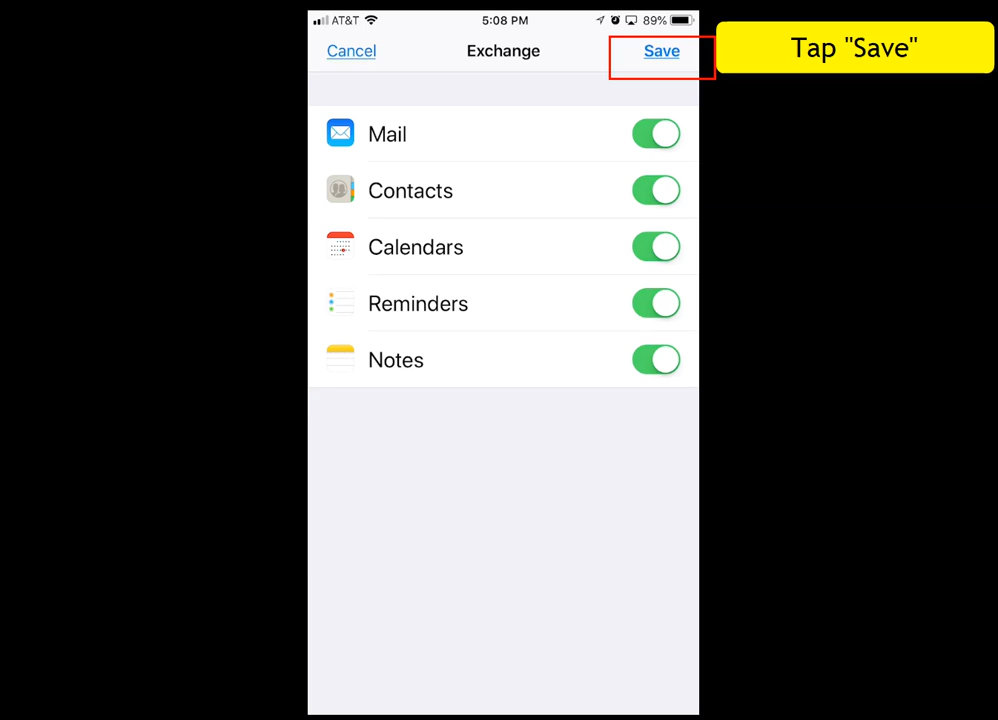 AT&T 5:08 PM 89%
Cancel Exchange Save
Tap "Save"
Mail
Contacts
Calendars
Reminders
Notes